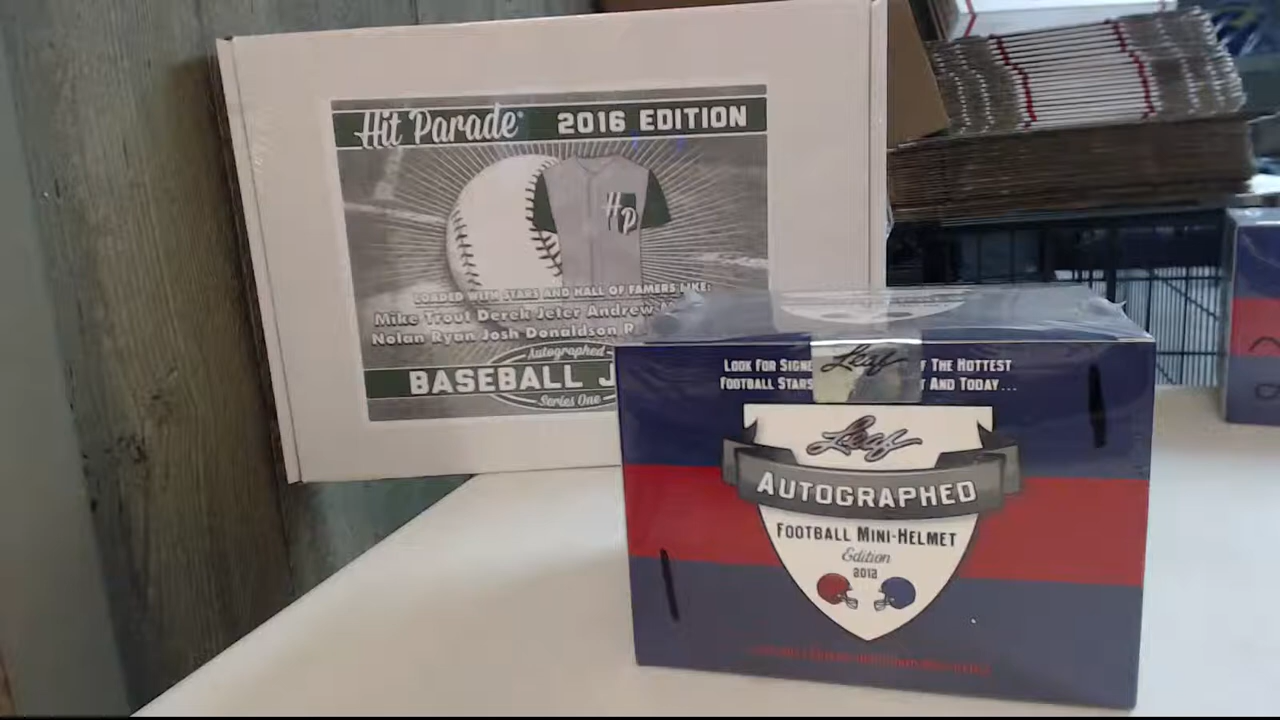 Hit Parade 2016 EDITION
HP
LOADED WITH STARS AND HALL OF FAMERS LIKE:
Mike Trout Derek Jeter Andrew
Nolan Ryan Josh Donaldson
Autographed
BASEBALL J
Series One
LOOK FOR SIGNE F THE HOTTEST
FOOTBALL STARS T AND TODAY...
Leaf
Leaf
AUTOGRAPHED
FOOTBALL MINI-HELMET
Edition
2012